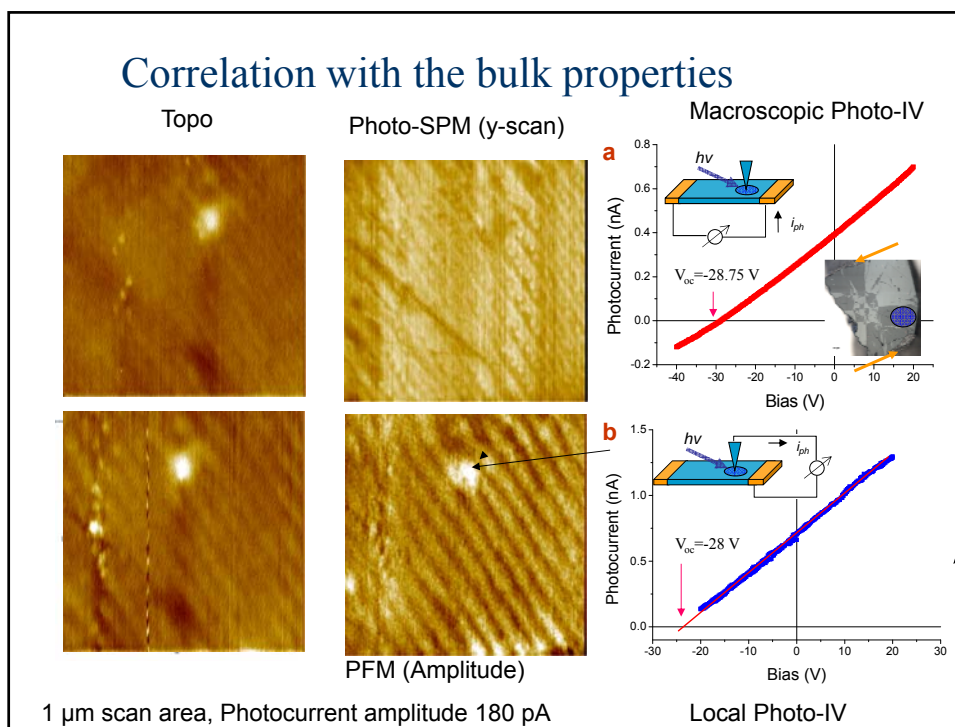 Correlation with the bulk properties
Topo
Photo-SPM (y-scan)
Macroscopic Photo-IV
a
hν
i_ph
V_oc=-28.75 V
Photocurrent (nA)
0.8
0.6
0.4
0.2
0.0
-0.2
-40 -30 -20 -10 0 10 20
Bias (V)
b
hν
i_ph
V_oc=-28 V
Photocurrent (nA)
1.5
1.0
0.5
0.0
-30 -20 -10 0 10 20 30
Bias (V)
PFM (Amplitude)
1 µm scan area, Photocurrent amplitude 180 pA
Local Photo-IV